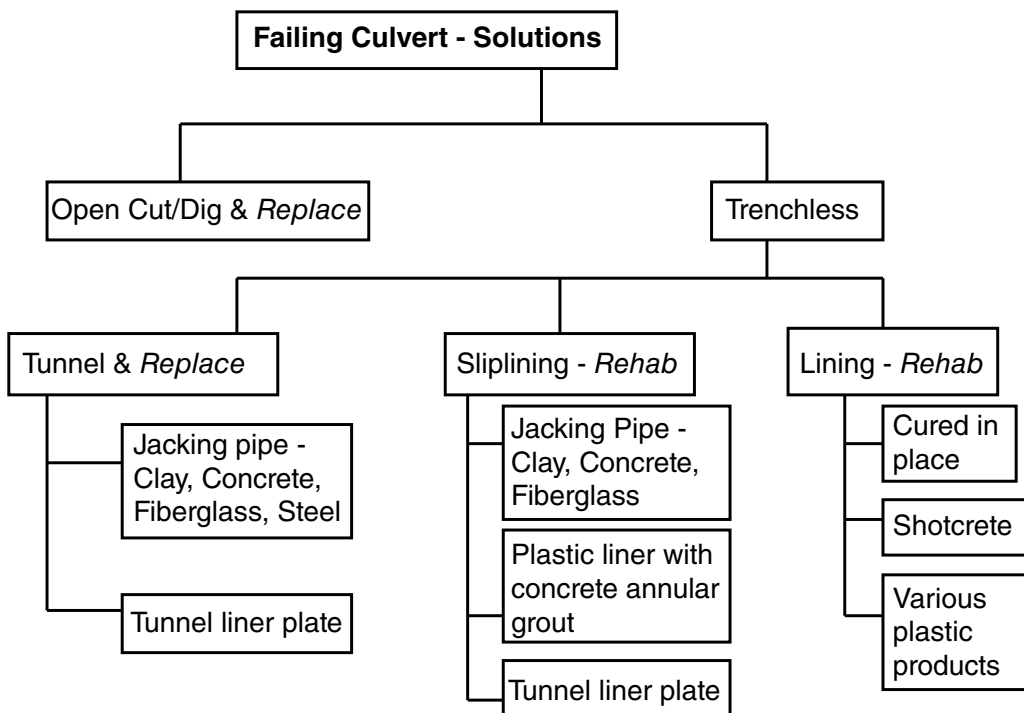 Failing Culvert - Solutions
Open Cut/Dig & Replace
Trenchless
Tunnel & Replace
Sliplining - Rehab
Lining - Rehab
Jacking pipe -
Clay, Concrete,
Fiberglass, Steel
Tunnel liner plate
Jacking Pipe -
Clay, Concrete,
Fiberglass
Plastic liner with
concrete annular
grout
Tunnel liner plate
Cured in
place
Shotcrete
Various
plastic
products